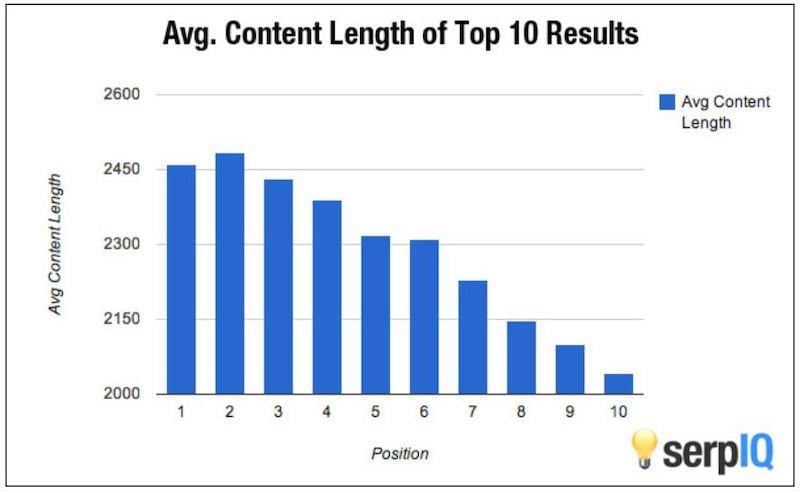 Avg. Content Length of Top 10 Results
2600
2450
2300
2150
2000
Avg Content Length
1 2 3 4 5 6 7 8 9 10
Position
Avg Content
Length
serpIQ